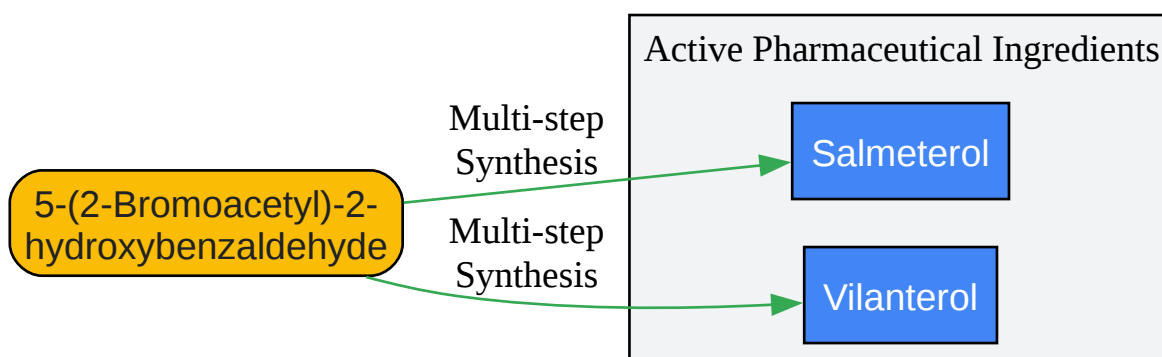 Active Pharmaceutical Ingredients
Multi-step
Synthesis
Salmeterol
5-(2-Bromoacetyl)-2-
hydroxybenzaldehyde
Multi-step
Synthesis
Vilanterol